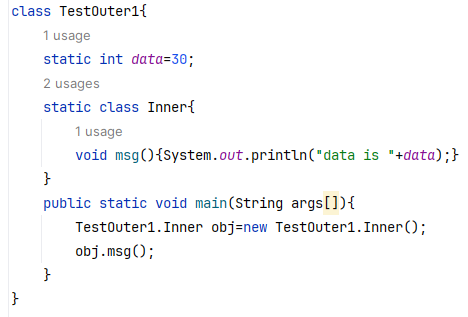 class TestOuter1{
1 usage
static int data=30;
2 usages
static class Inner{
1 usage
void msg(){System.out.println("data is "+data);}
}
public static void main(String args[]){
TestOuter1.Inner obj=new TestOuter1.Inner();
obj.msg();
}
}